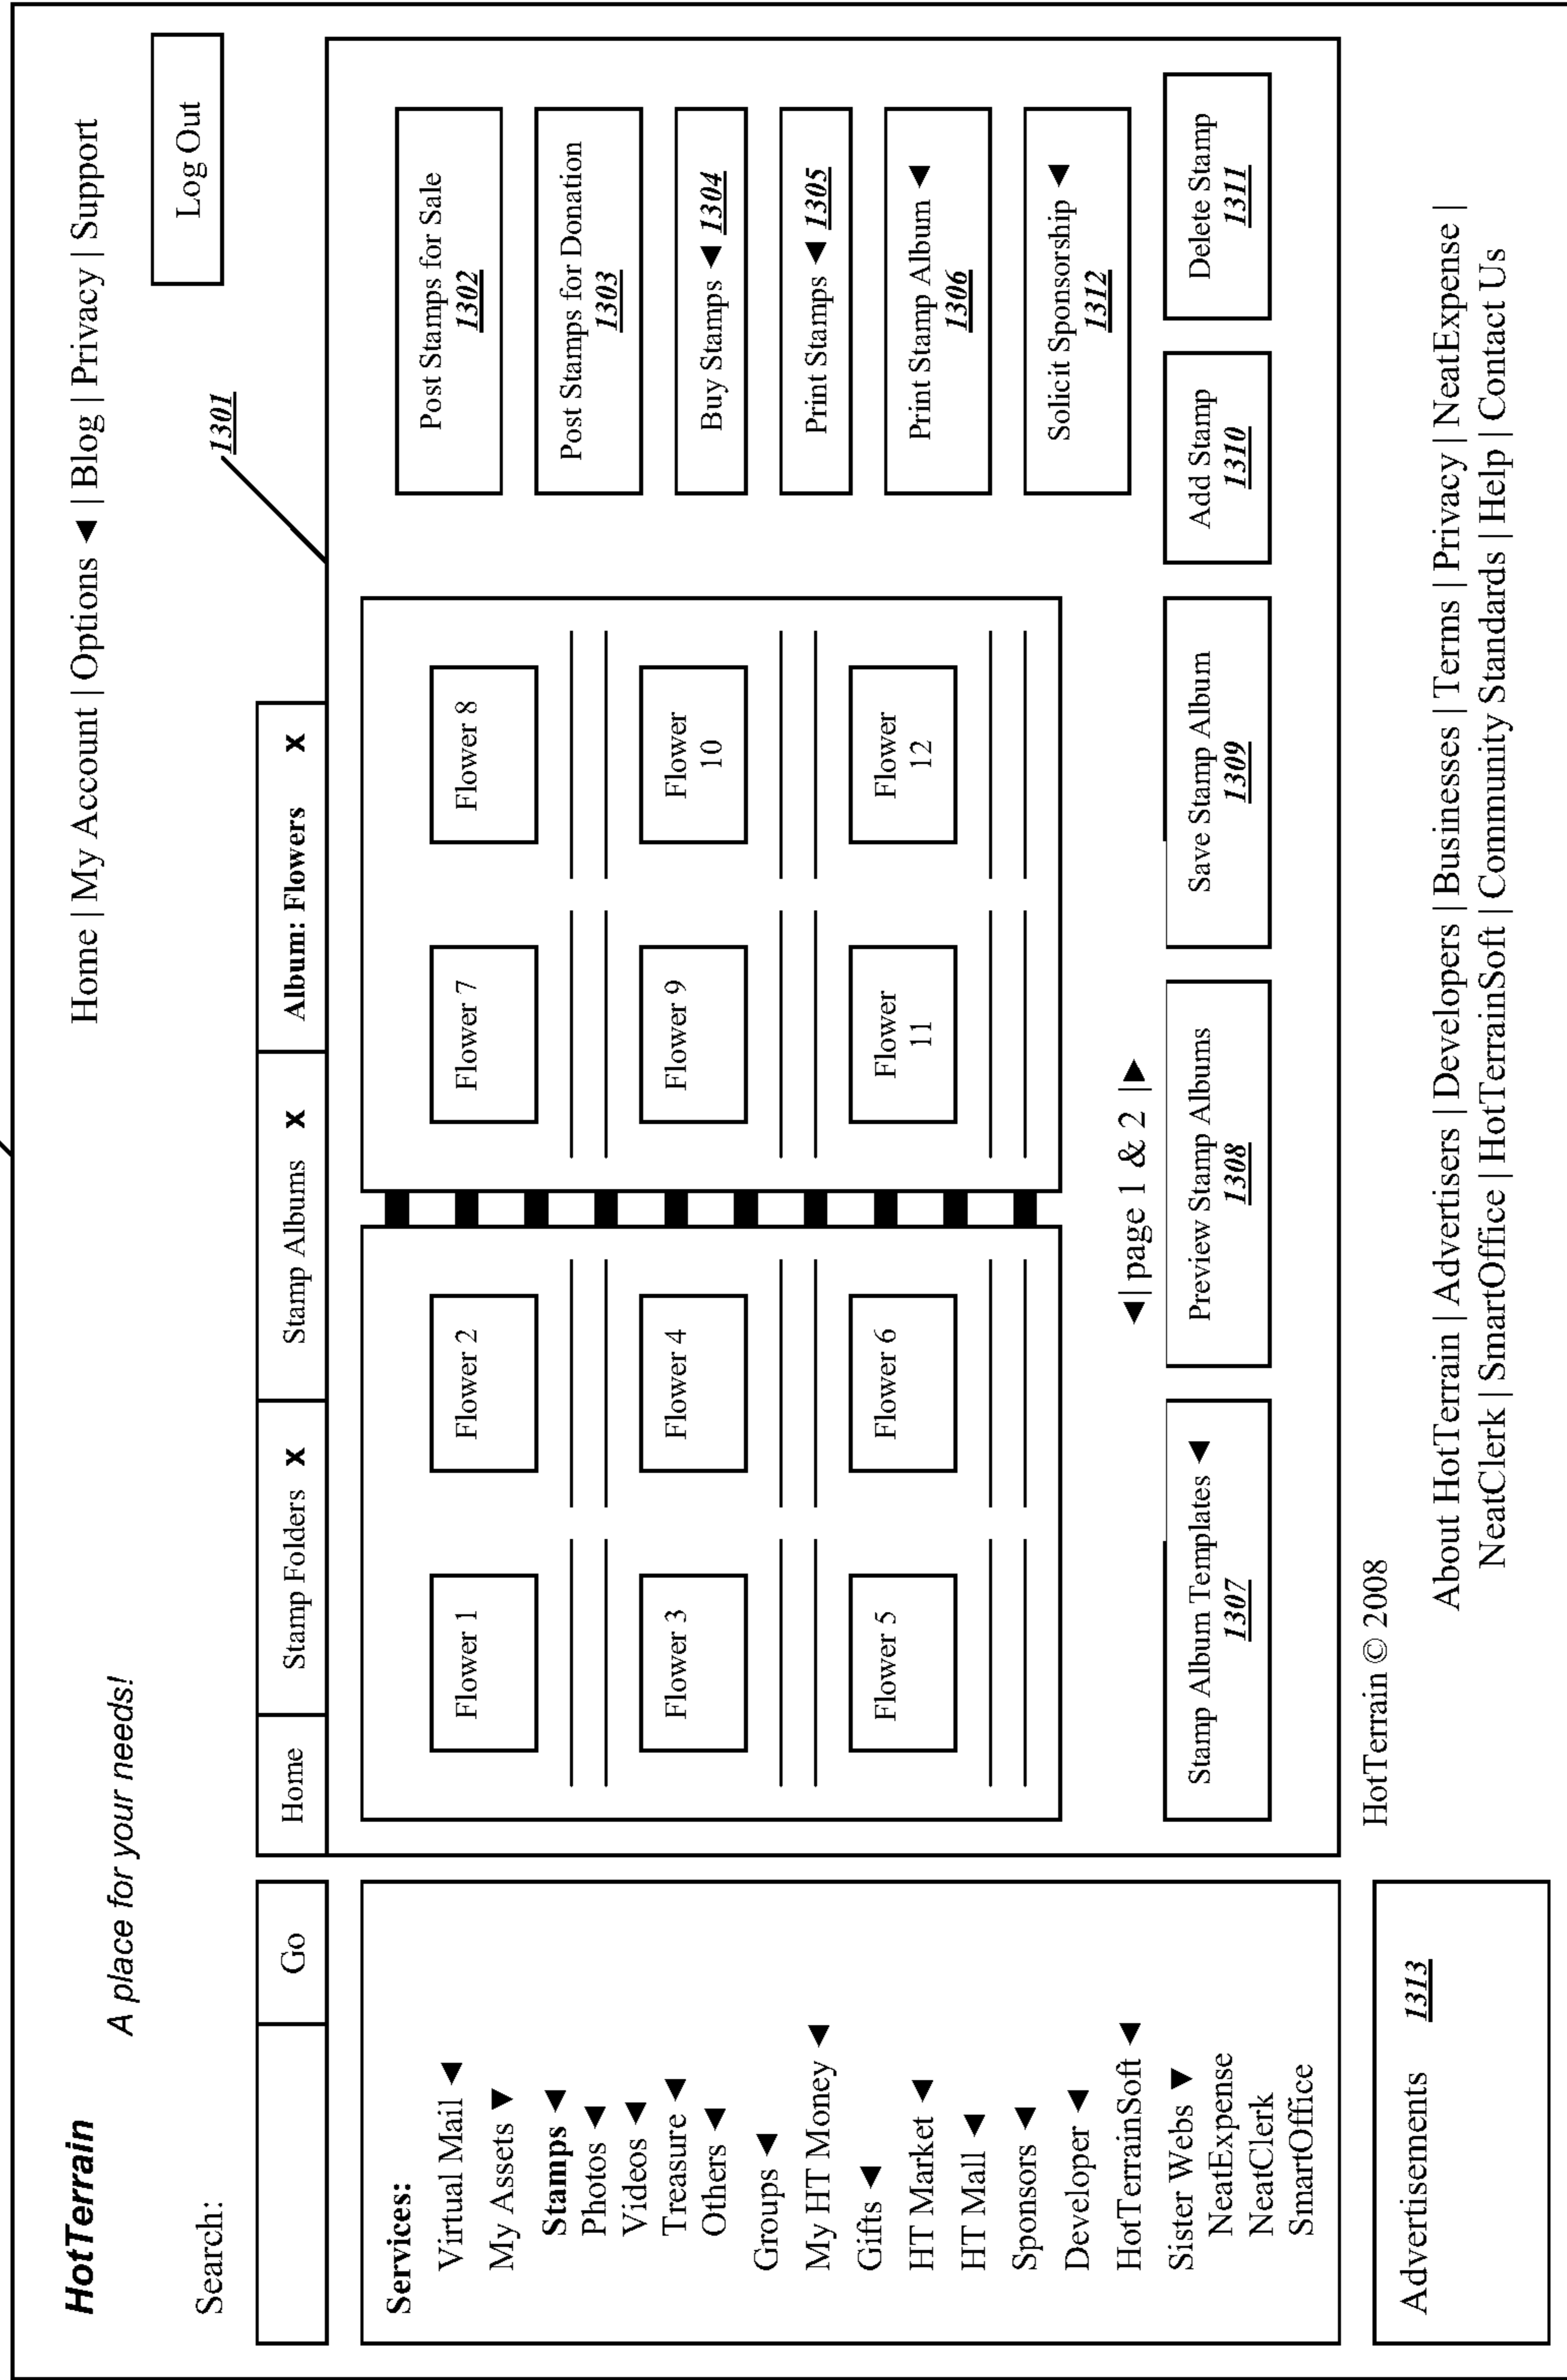 HotTerrain
A place for your needs!
Home | My Account | Options ◀ | Blog | Privacy | Support
Log Out
Search:
Go
Home
Stamp Folders x
Stamp Albums x
Album: Flowers x
1301
Services:
Virtual Mail ◀
My Assets ▼
Stamps ◀
Photos ◀
Videos ◀
Treasure ◀
Others ◀
Groups ◀
My HT Money ◀
Gifts ◀
HT Market ◀
HT Mall ◀
Sponsors ◀
Developer ◀
HotTerrainSoft ◀
Sister Webs ▼
NeatExpense
NeatClerk
SmartOffice
Flower 1
Flower 2
Flower 3
Flower 4
Flower 5
Flower 6
Flower 7
Flower 8
Flower 9
Flower
10
Flower
11
Flower
12
◀| page 1 & 2 |▶
Post Stamps for Sale
1302
Post Stamps for Donation
1303
Buy Stamps ◀ 1304
Print Stamps ◀ 1305
Print Stamp Album ◀
1306
Solicit Sponsorship ◀
1312
Stamp Album Templates ◀
1307
Preview Stamp Albums
1308
Save Stamp Album
1309
Add Stamp
1310
Delete Stamp
1311
Advertisements 1313
HotTerrain © 2008
About HotTerrain | Advertisers | Developers | Businesses | Terms | Privacy | NeatExpense |
NeatClerk | SmartOffice | HotTerrainSoft | Community Standards | Help | Contact Us